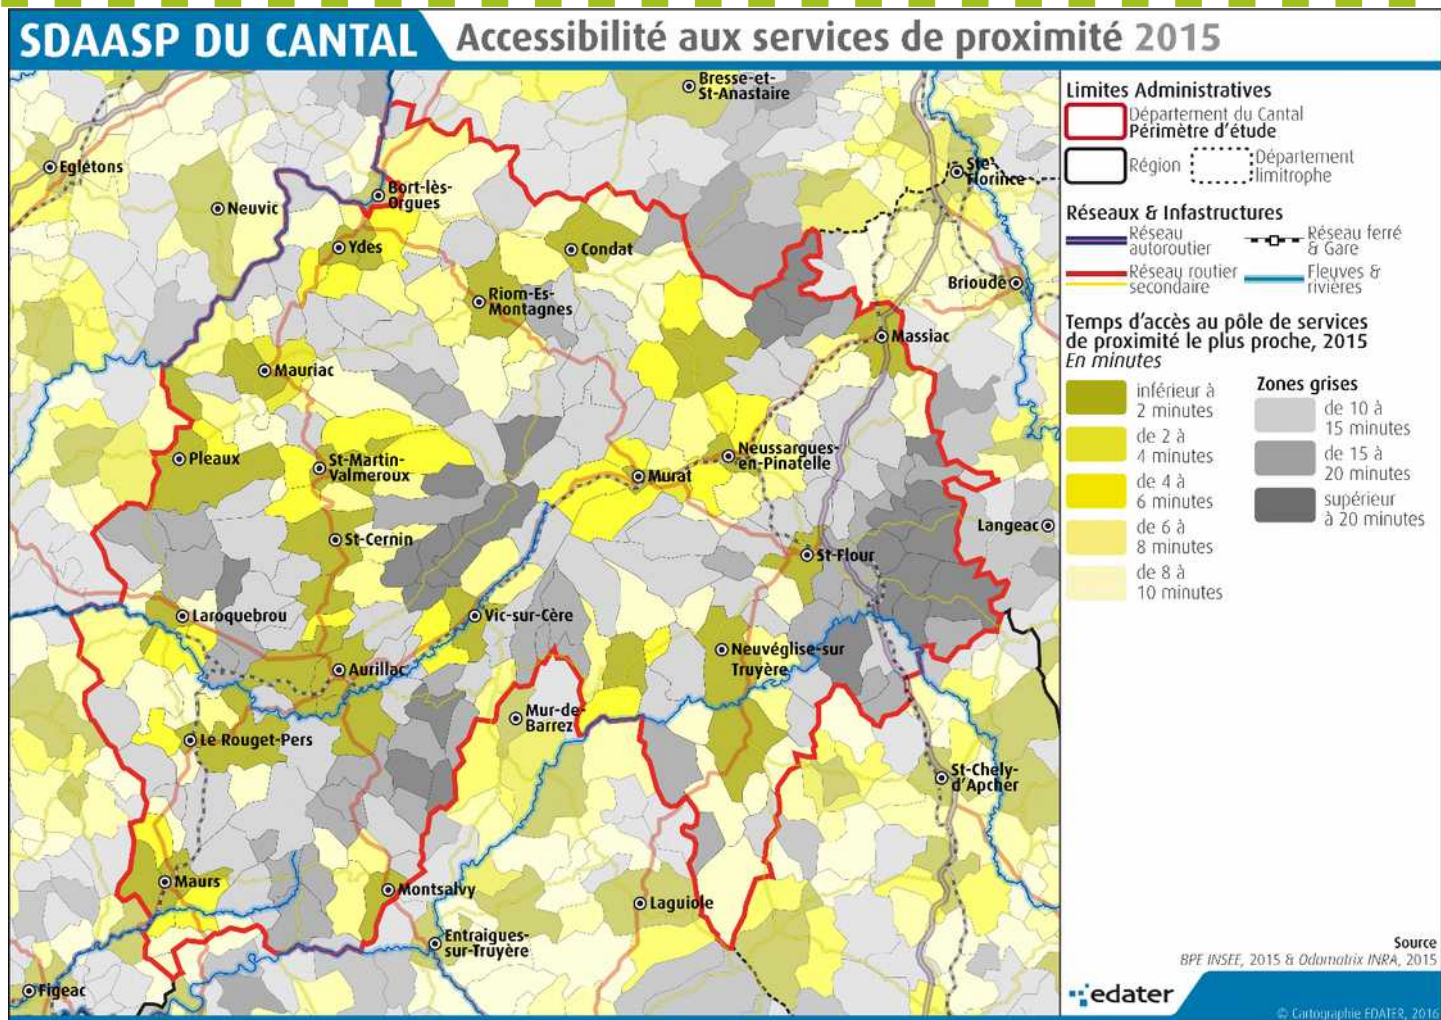 SDAASP DU CANTAL
Accessibilité aux services de proximité 2015
Bresse-et-
St-Anastaire
Egletons
Ste
Florince
Bort-lès-
Orgues
Neuvic
Ydes
Condat
Brioude
Riom-Es-
Montagnes
Massiac
Mauriac
Pleaux
St-Martin-
Valmeroux
Neussargues-
en-Pinatelle
Murat
Langeac
St-Cernin
St-Flour
Laroquebrou
Vic-sur-Cère
Neuvéglise-sur
Truyère
Aurillac
Mur-de-
Barrez
Le Rouget-Pers
St-Chely-
d'Apcher
Maurs
Montsalvy
Laguiole
Entraigues-
sur-Truyère
Figeac
Limites Administratives
Département du Cantal
Périmètre d'étude
Région
Département
limitrophe
Réseaux & Infastructures
Réseau
autoroutier
Réseau ferré
& Gare
Réseau routier
secondaire
Fleuves &
rivières
Temps d'accès au pôle de services
de proximité le plus proche, 2015
En minutes
inférieur à
2 minutes
de 2 à
4 minutes
de 4 à
6 minutes
de 6 à
8 minutes
de 8 à
10 minutes
Zones grises
de 10 à
15 minutes
de 15 à
20 minutes
supérieur
à 20 minutes
Source
BPE INSEE, 2015 & Odomatrix INRA, 2015
edater
© Cartographie EDATER, 2016